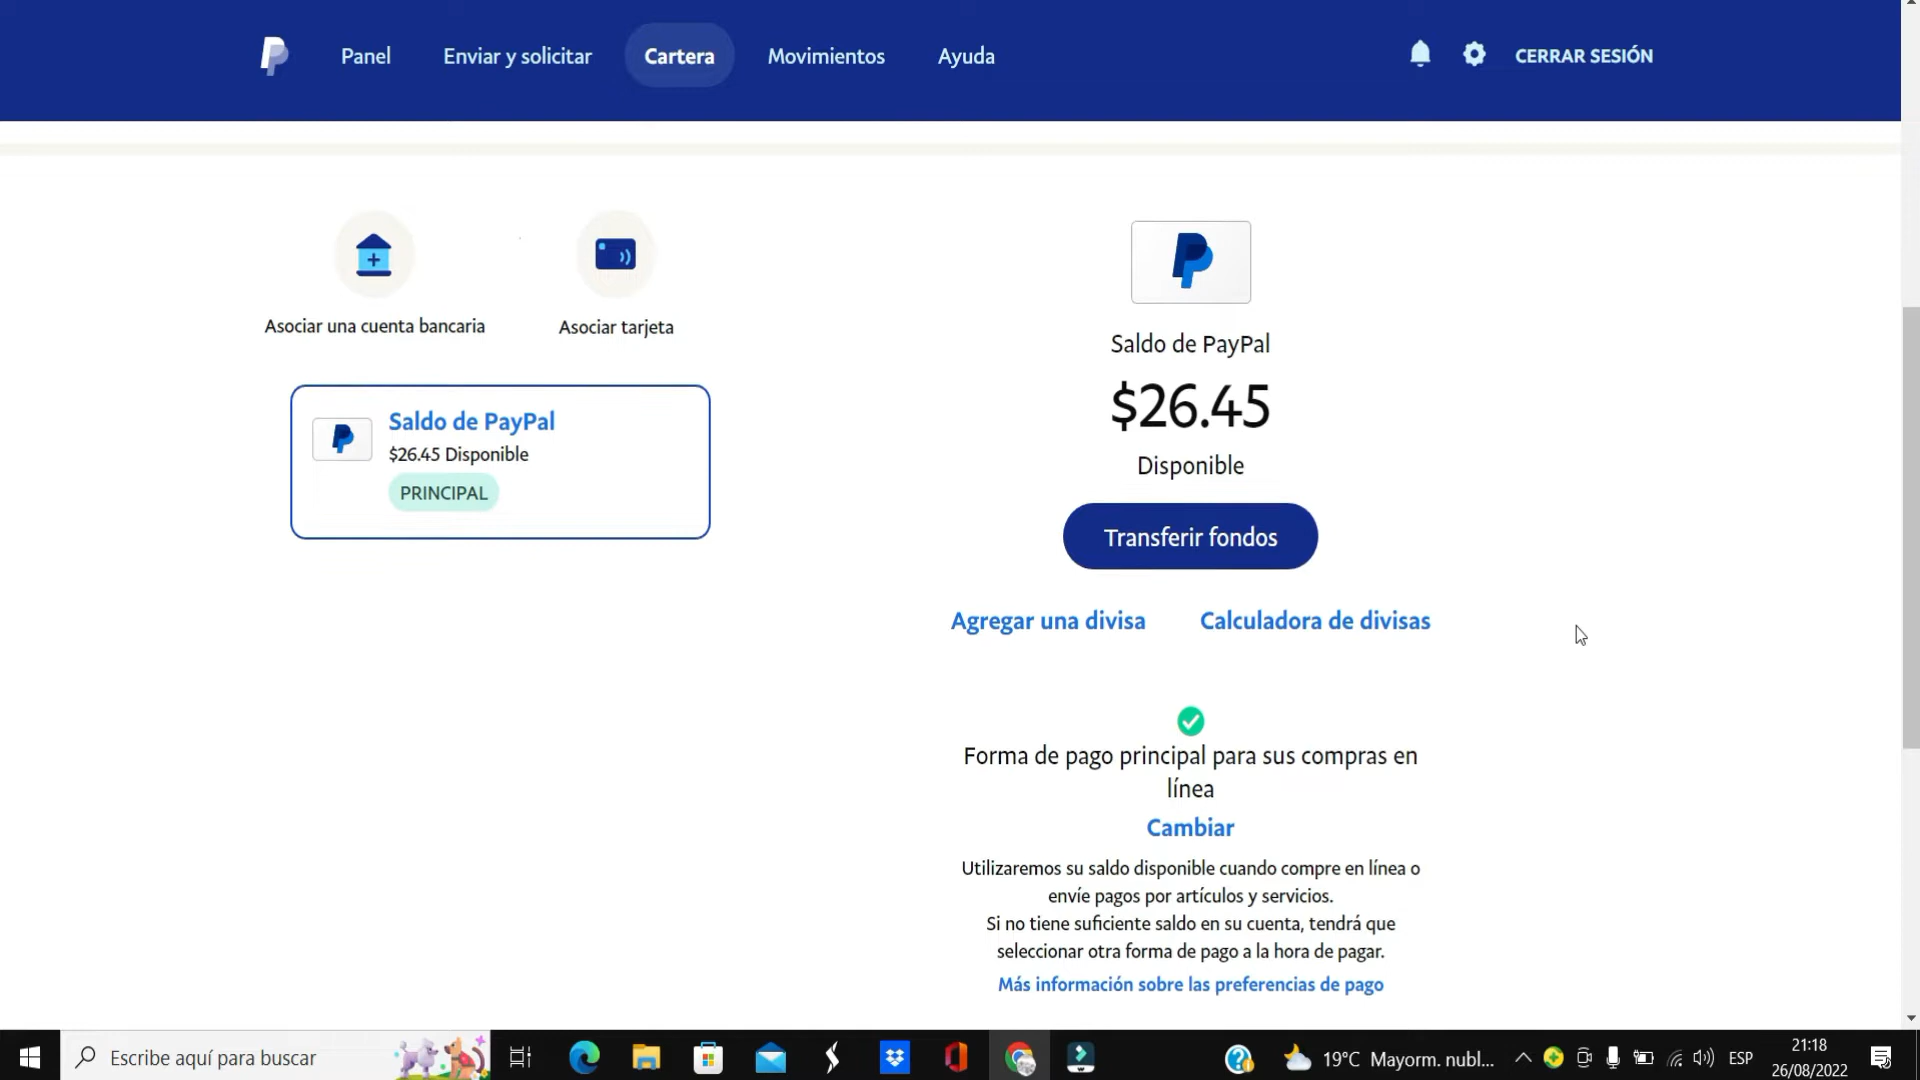 Panel
Enviar y solicitar
Cartera
Movimientos
Ayuda
CERRAR SESIÓN
Asociar una cuenta bancaria
Asociar tarjeta
Saldo de PayPal
$26.45 Disponible
PRINCIPAL
Saldo de PayPal
$26.45
Disponible
Transferir fondos
Agregar una divisa
Calculadora de divisas
Forma de pago principal para sus compras en
línea
Cambiar
Utilizaremos su saldo disponible cuando compre en línea o
envíe pagos por artículos y servicios.
Si no tiene suficiente saldo en su cuenta, tendrá que
seleccionar otra forma de pago a la hora de pagar.
Más información sobre las preferencias de pago
Escribe aquí para buscar
19°C Mayorm. nubl...
ESP
21:18
26/08/2022